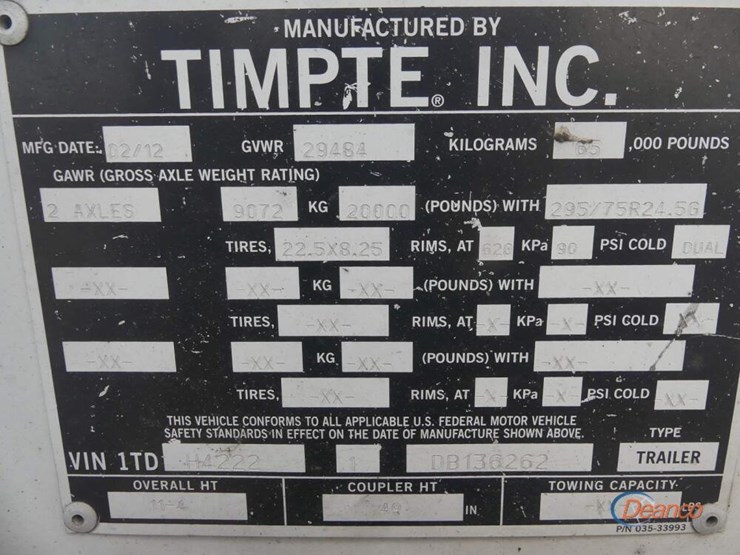 MANUFACTURED BY
TIMPTE® INC.
MFG DATE: 02/12 GVWR 29484 KILOGRAMS 65 ,000 POUNDS
GAWR (GROSS AXLE WEIGHT RATING)
2 AXLES 9072 KG 20000 (POUNDS) WITH 295/75R24.5G
TIRES, 22.5X8.25 RIMS, AT 620 KPa 90 PSI COLD DUAL
-XX- -XX- KG -XX- (POUNDS) WITH -XX-
TIRES, -XX- RIMS, AT -X- KPa -X- PSI COLD -XX-
-XX- -XX- KG -XX- (POUNDS) WITH -XX-
TIRES, -XX- RIMS, AT -X- KPa -X- PSI COLD -XX-
THIS VEHICLE CONFORMS TO ALL APPLICABLE U.S. FEDERAL MOTOR VEHICLE
SAFETY STANDARDS IN EFFECT ON THE DATE OF MANUFACTURE SHOWN ABOVE.
TYPE
VIN 1TD H4222 1 DB136262 TRAILER
OVERALL HT COUPLER HT TOWING CAPACITY
11=4 IN LBS
Deanco
P/N 035-33993